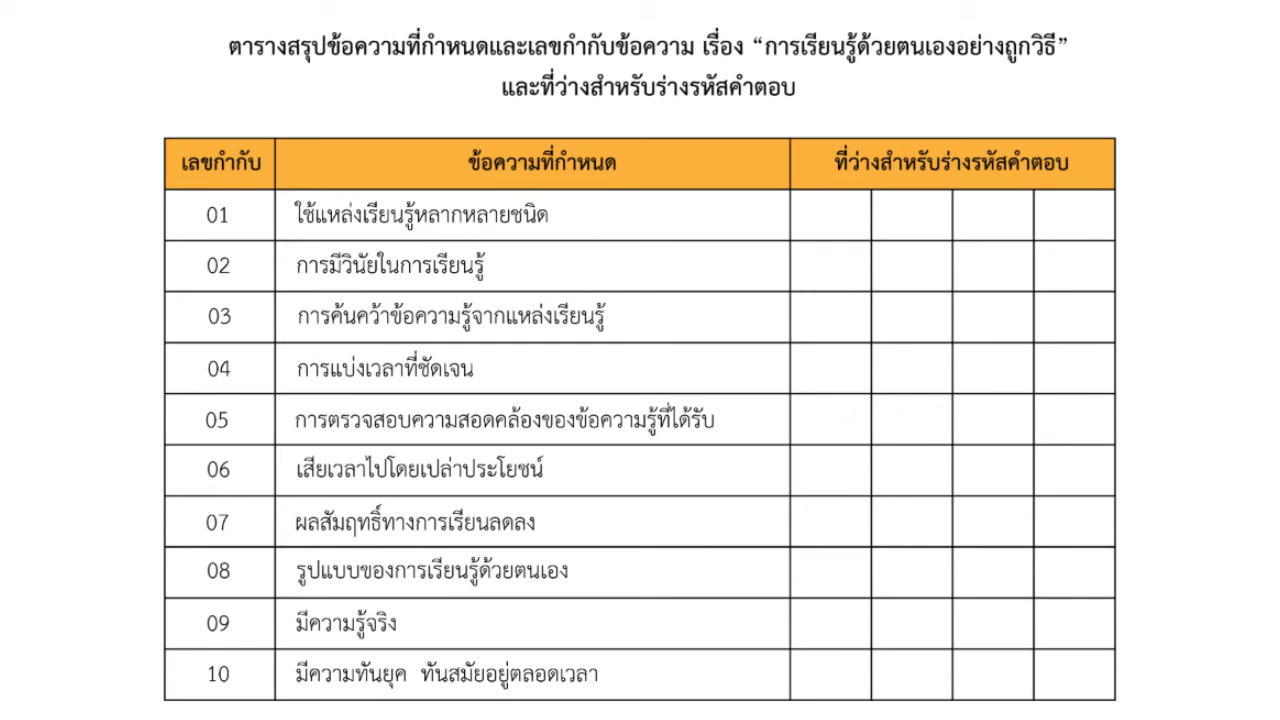 ตารางสรุปข้อความที่กำหนดและเลขกำกับข้อความ เรื่อง “การเรียนรู้ด้วยตนเองอย่างถูกวิธี”
และที่ว่างสำหรับร่างรหัสคำตอบ
เลขกำกับ ข้อความที่กำหนด ที่ว่างสำหรับร่างรหัสคำตอบ
01 ใช้แหล่งเรียนรู้หลากหลายชนิด
02 การมีวินัยในการเรียนรู้
03 การค้นคว้าข้อความรู้จากแหล่งเรียนรู้
04 การแบ่งเวลาที่ชัดเจน
05 การตรวจสอบความสอดคล้องของข้อความรู้ที่ได้รับ
06 เสียเวลาไปโดยเปล่าประโยชน์
07 ผลสัมฤทธิ์ทางการเรียนลดลง
08 รูปแบบของการเรียนรู้ด้วยตนเอง
09 มีความรู้จริง
10 มีความทันยุค ทันสมัยอยู่ตลอดเวลา